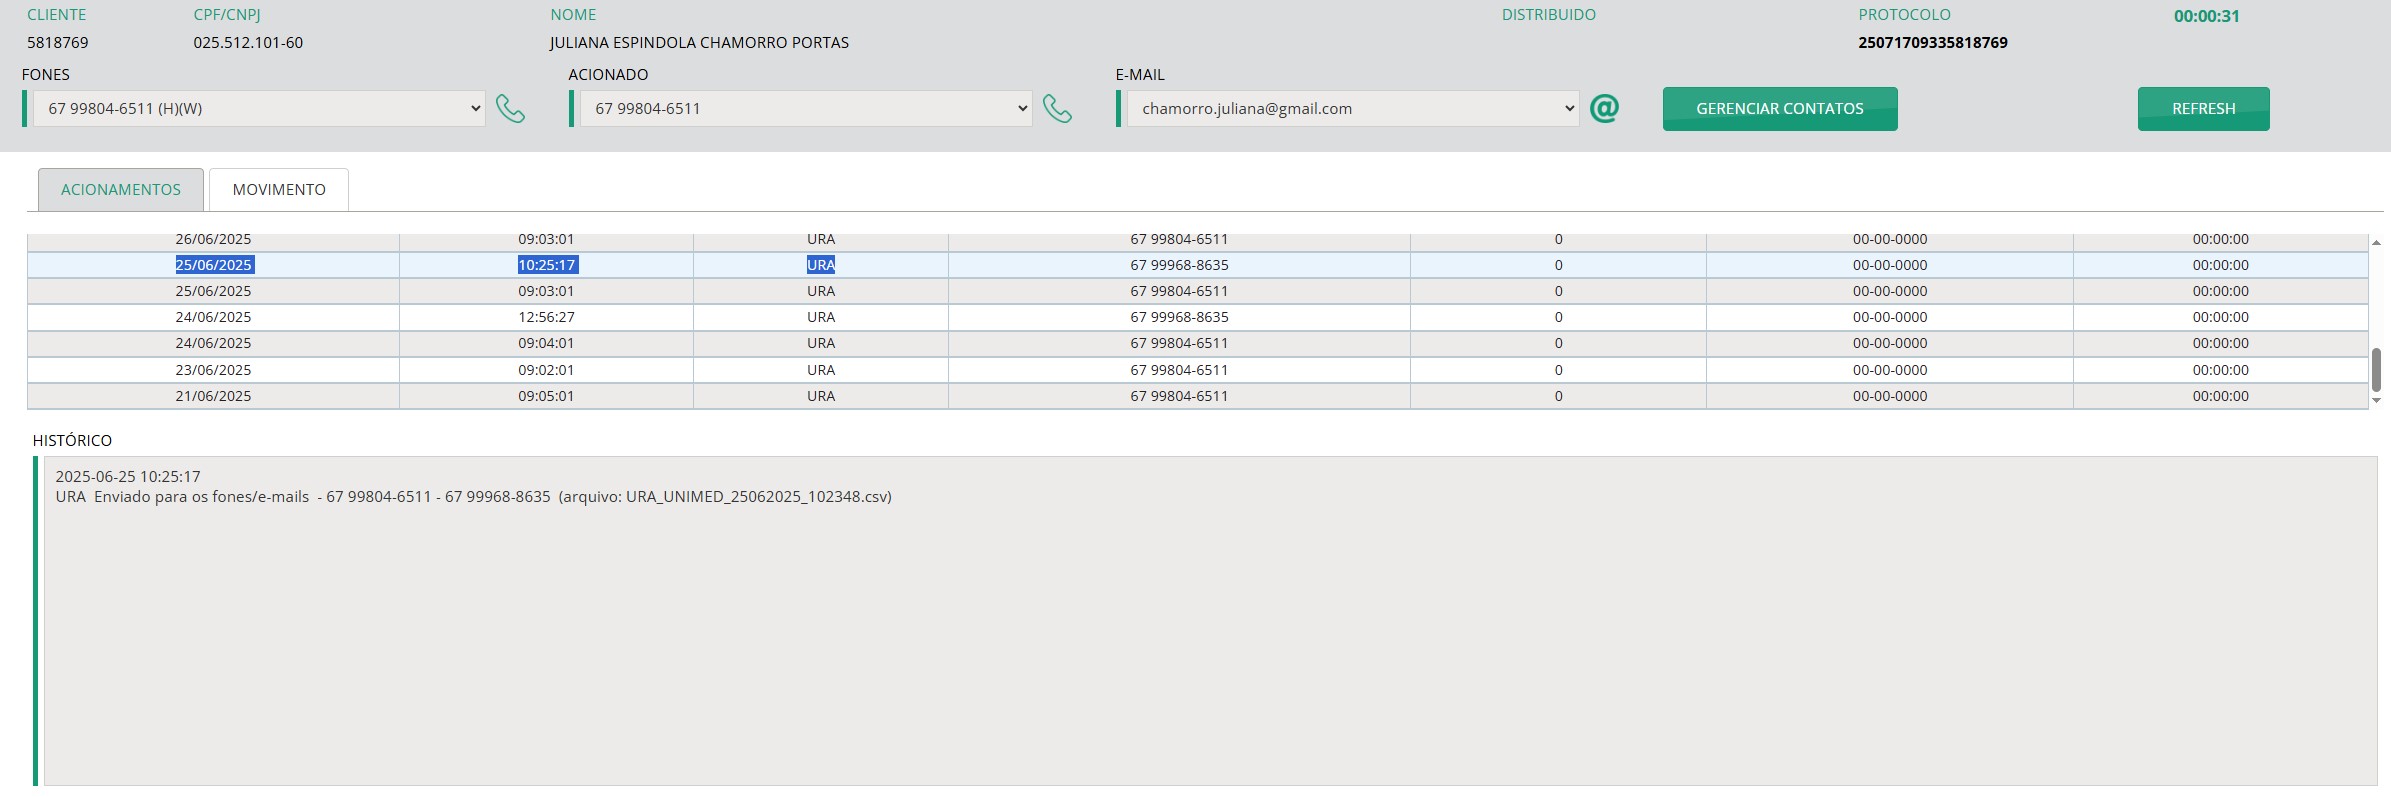 CLIENTE CPF/CNPJ NOME DISTRIBUIDO PROTOCOLO 00:00:31
5818769 025.512.101-60 JULIANA ESPINDOLA CHAMORRO PORTAS 25071709335818769
FONES ACIONADO E-MAIL
67 99804-6511 (H)(W) 67 99804-6511 chamorro.juliana@gmail.com @ GERENCIAR CONTATOS REFRESH
ACIONAMENTOS MOVIMENTO
26/06/2025 09:03:01 URA 67 99804-6511 0 00-00-0000 00:00:00
25/06/2025 10:25:17 URA 67 99968-8635 0 00-00-0000 00:00:00
25/06/2025 09:03:01 URA 67 99804-6511 0 00-00-0000 00:00:00
24/06/2025 12:56:27 URA 67 99968-8635 0 00-00-0000 00:00:00
24/06/2025 09:04:01 URA 67 99804-6511 0 00-00-0000 00:00:00
23/06/2025 09:02:01 URA 67 99804-6511 0 00-00-0000 00:00:00
21/06/2025 09:05:01 URA 67 99804-6511 0 00-00-0000 00:00:00
HISTÓRICO
2025-06-25 10:25:17
URA Enviado para os fones/e-mails - 67 99804-6511 - 67 99968-8635 (arquivo: URA_UNIMED_25062025_102348.csv)